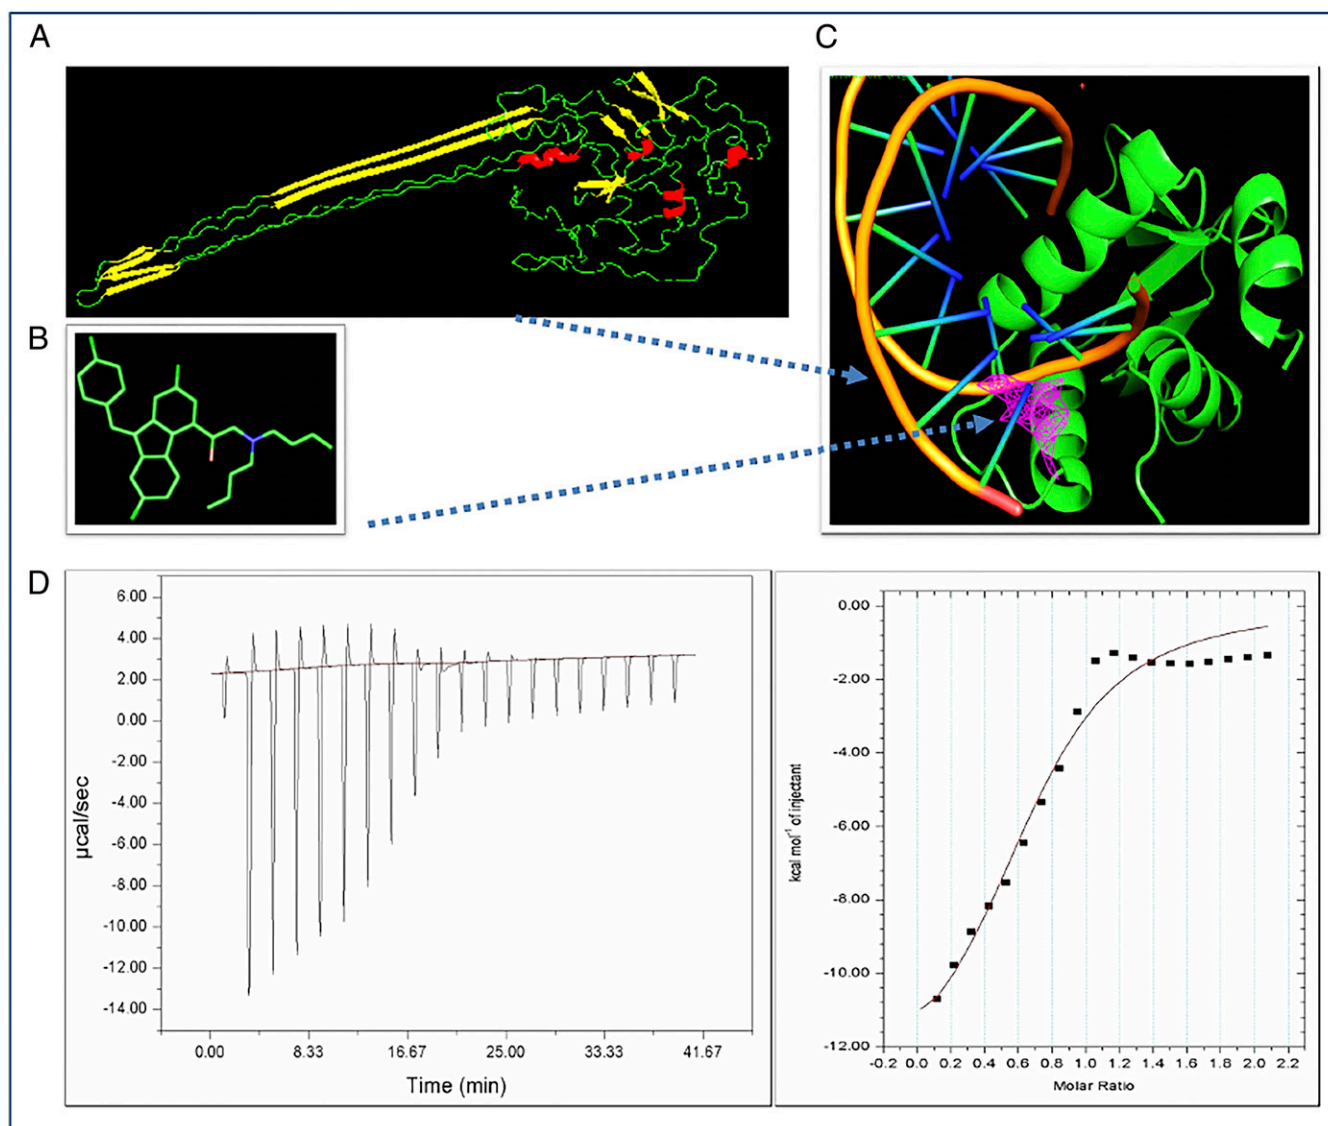 A
C
B
D
6.00
4.00
2.00
0.00
-2.00
-4.00
-6.00
-8.00
-10.00
-12.00
-14.00
µcal/sec
0.00 8.33 16.67 25.00 33.33 41.67
Time (min)
0.00
-2.00
-4.00
-6.00
-8.00
-10.00
-12.00
kcal mol⁻¹ of injectant
-0.2 0.0 0.2 0.4 0.6 0.8 1.0 1.2 1.4 1.6 1.8 2.0 2.2
Molar Ratio